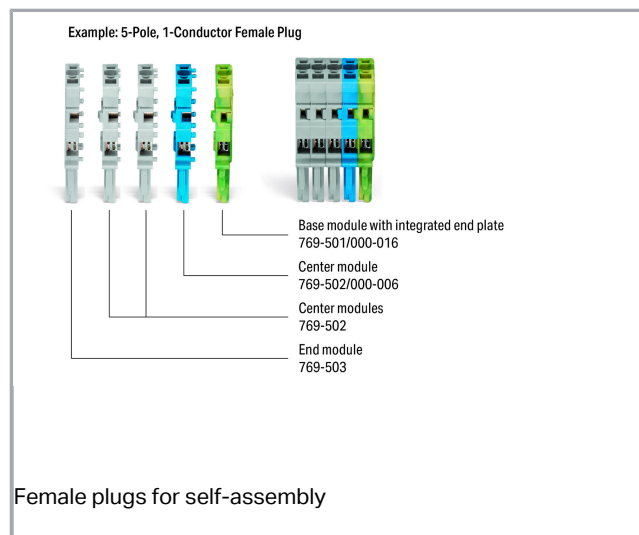 Example: 5-Pole, 1-Conductor Female Plug
Base module with integrated end plate
769-501/000-016
Center module
769-502/000-006
Center modules
769-502
End module
769-503
Female plugs for self-assembly